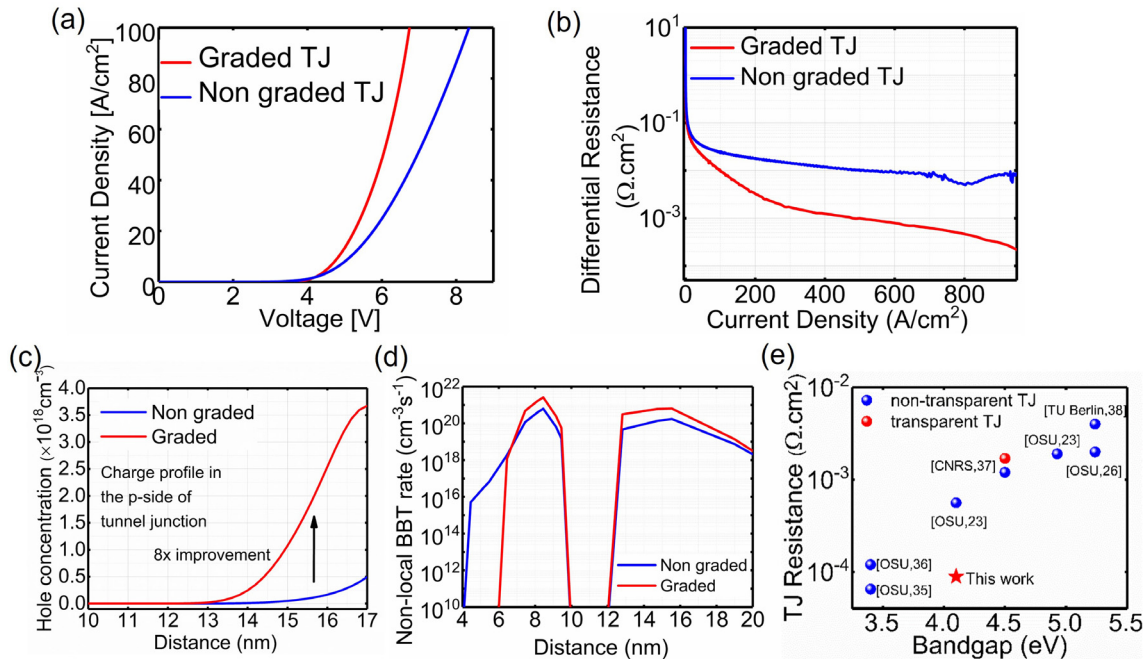 (a)
100
80
60
40
20
0
0 2 4 6 8
Current Density [A/cm²]
Voltage [V]
Graded TJ
Non graded TJ
(b)
10
10⁻¹
10⁻³
0 200 400 600 800
Differential Resistance
(Ω.cm²)
Current Density (A/cm²)
Graded TJ
Non graded TJ
(c)
4.0
3.5
3.0
2.5
2.0
1.5
1.0
0.5
0.0
10 11 12 13 14 15 16 17
Hole concentration (×10¹⁸cm⁻³)
Distance (nm)
Non graded
Graded
Charge profile in
the p-side of
tunnel junction
8x improvement
(d)
10²²
10²⁰
10¹⁸
10¹⁶
10¹⁴
10¹²
10¹⁰
4 6 8 10 12 14 16 18 20
Non-local BBT rate (cm⁻³s⁻¹)
Distance (nm)
Non graded
Graded
(e)
10⁻²
10⁻³
10⁻⁴
3.5 4.0 4.5 5.0 5.5
TJ Resistance (Ω.cm²)
Bandgap (eV)
non-transparent TJ
transparent TJ
[TU Berlin,38]
[OSU,23]
[CNRS,37]
[OSU,26]
[OSU,23]
[OSU,36]
[OSU,35]
This work